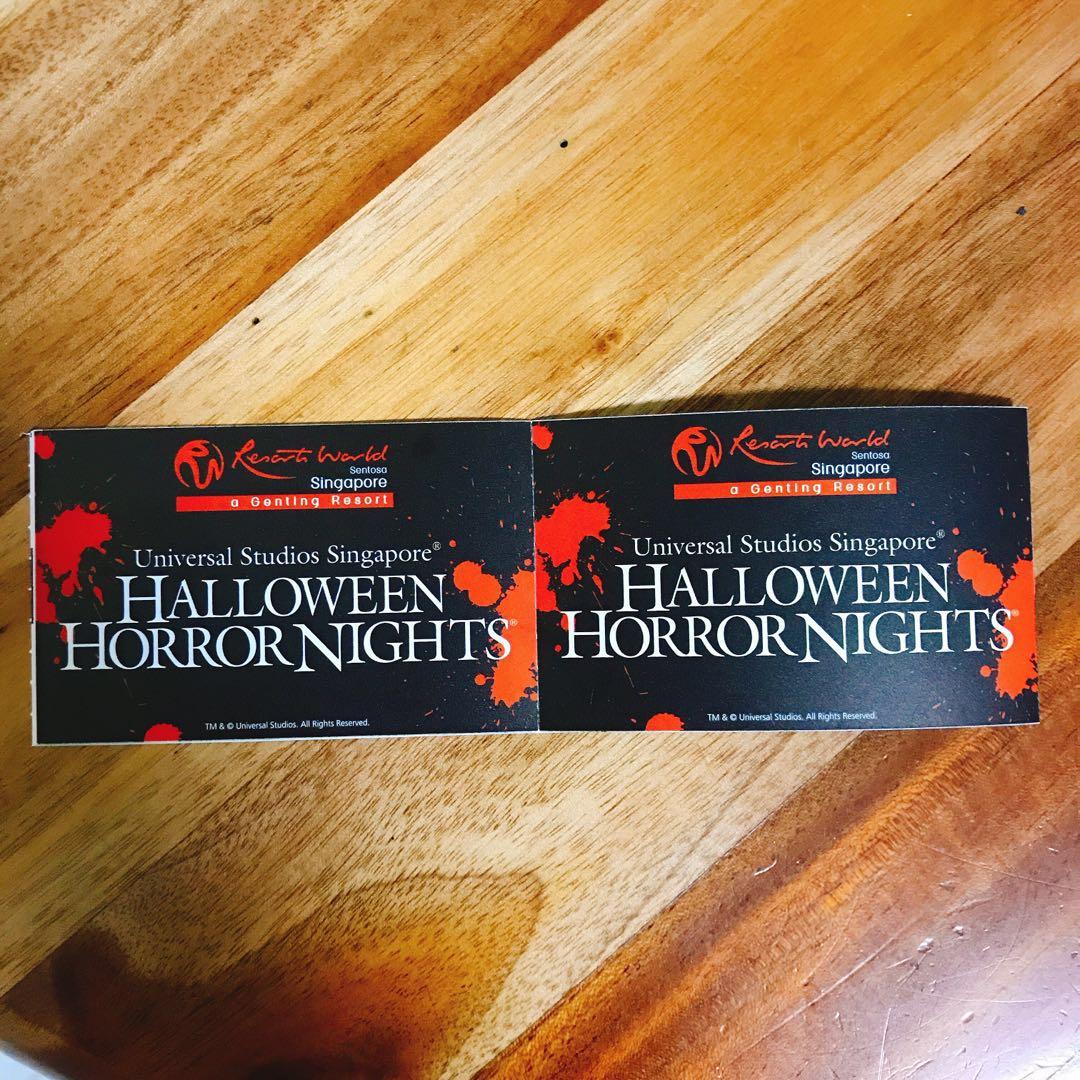 Resorts World
Sentosa
Singapore
a Genting Resort
Universal Studios Singapore®
HALLOWEEN
HORROR NIGHTS®
TM & © Universal Studios. All Rights Reserved.
Resorts World
Sentosa
Singapore
a Genting Resort
Universal Studios Singapore®
HALLOWEEN
HORROR NIGHTS®
TM & © Universal Studios. All Rights Reserved.